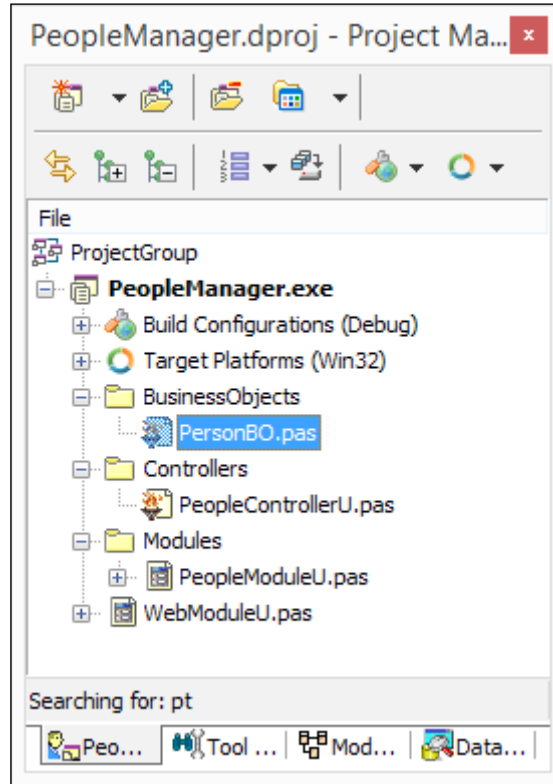 PeopleManager.dproj - Project Ma...
File
ProjectGroup
PeopleManager.exe
Build Configurations (Debug)
Target Platforms (Win32)
BusinessObjects
PersonBO.pas
Controllers
PeopleControllerU.pas
Modules
PeopleModuleU.pas
WebModuleU.pas
Searching for: pt
Peo... Tool ... Mod... Data...